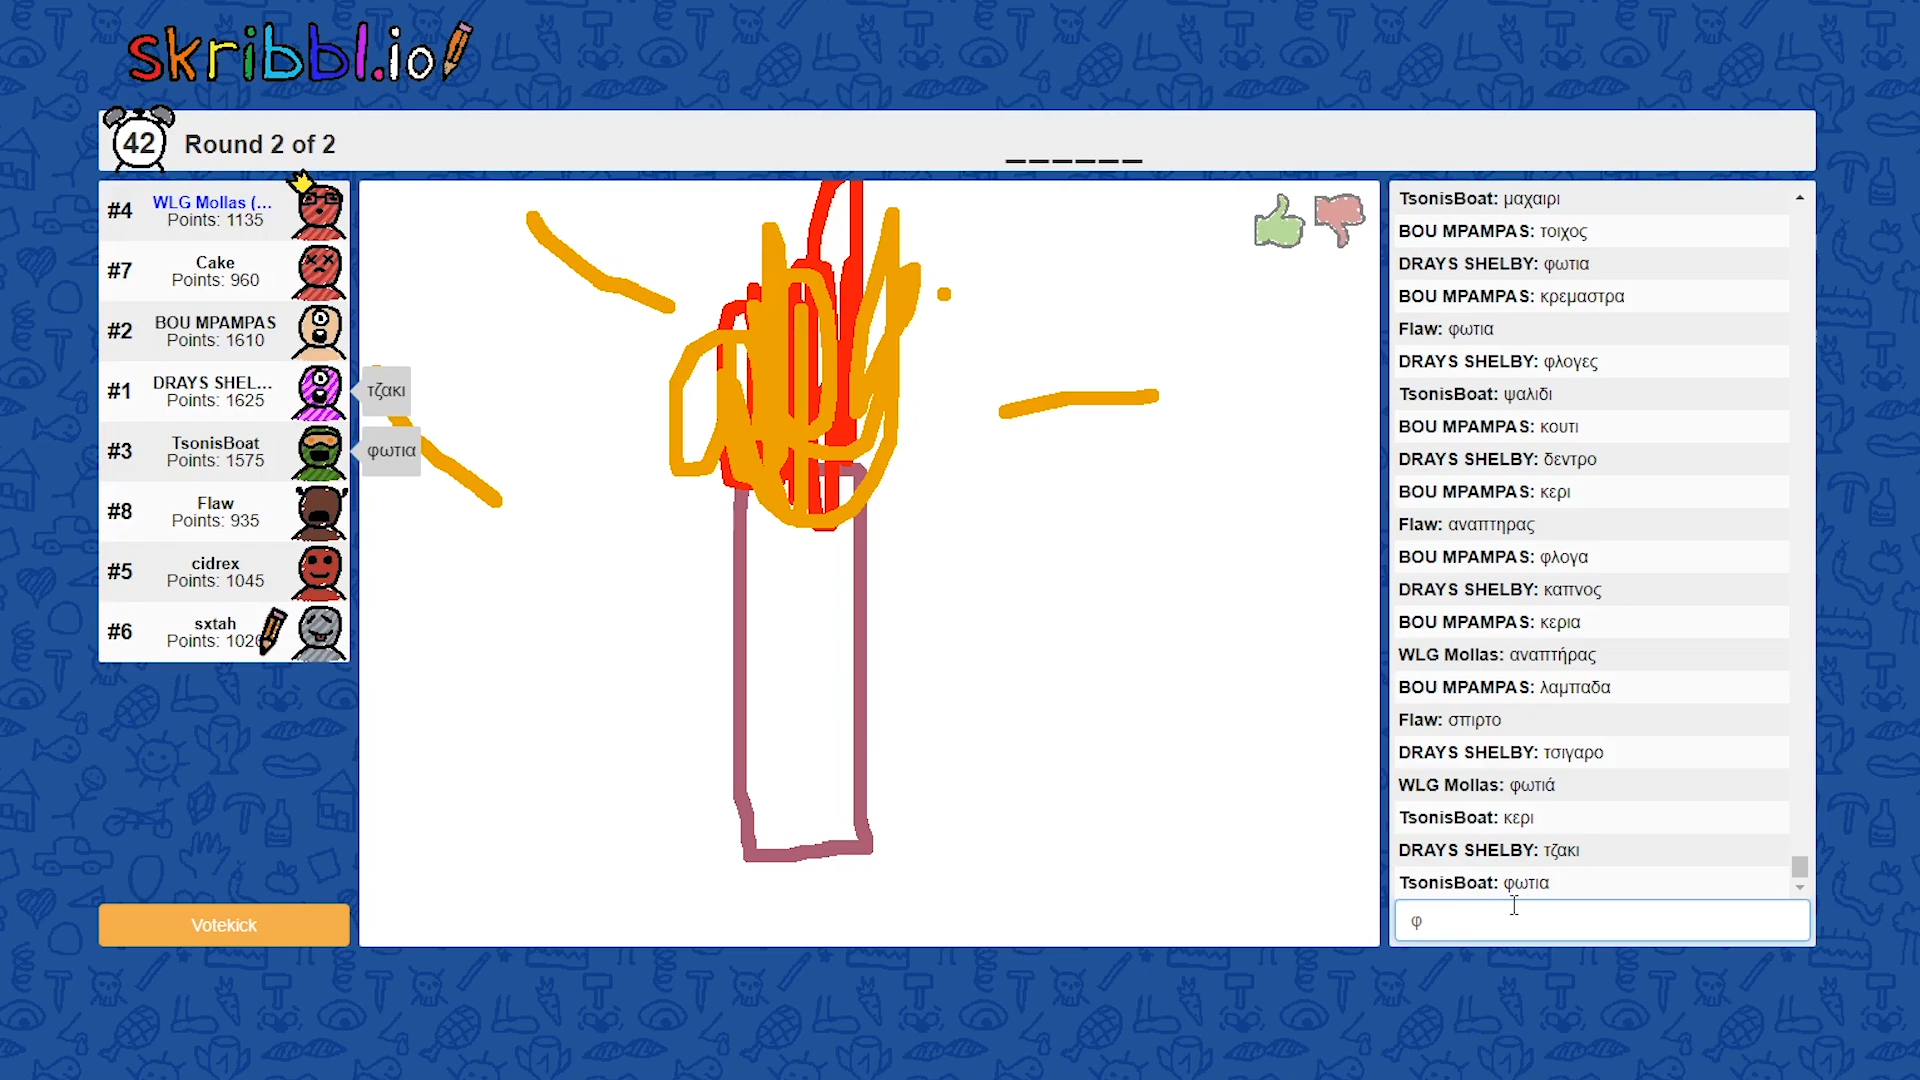 skribbl.io
42
Round 2 of 2
______
#4
WLG Mollas (...
Points: 1135
#7
Cake
Points: 960
#2
BOU MPAMPAS
Points: 1610
#1
DRAYS SHEL...
Points: 1625
#3
TsonisBoat
Points: 1575
#8
Flaw
Points: 935
#5
cidrex
Points: 1045
#6
sxtah
Points: 1020
τζακι
φωτια
Votekick
TsonisBoat: μαχαιρι
BOU MPAMPAS: τοιχος
DRAYS SHELBY: φωτια
BOU MPAMPAS: κρεμαστρα
Flaw: φωτια
DRAYS SHELBY: φλογες
TsonisBoat: ψαλιδι
BOU MPAMPAS: κουτι
DRAYS SHELBY: δεντρο
BOU MPAMPAS: κερι
Flaw: αναπτηρας
BOU MPAMPAS: φλογα
DRAYS SHELBY: καπνος
BOU MPAMPAS: κερια
WLG Mollas: αναπτήρας
BOU MPAMPAS: λαμπαδα
Flaw: σπιρτο
DRAYS SHELBY: τσιγαρο
WLG Mollas: φωτιά
TsonisBoat: κερι
DRAYS SHELBY: τζακι
TsonisBoat: φωτια
φ